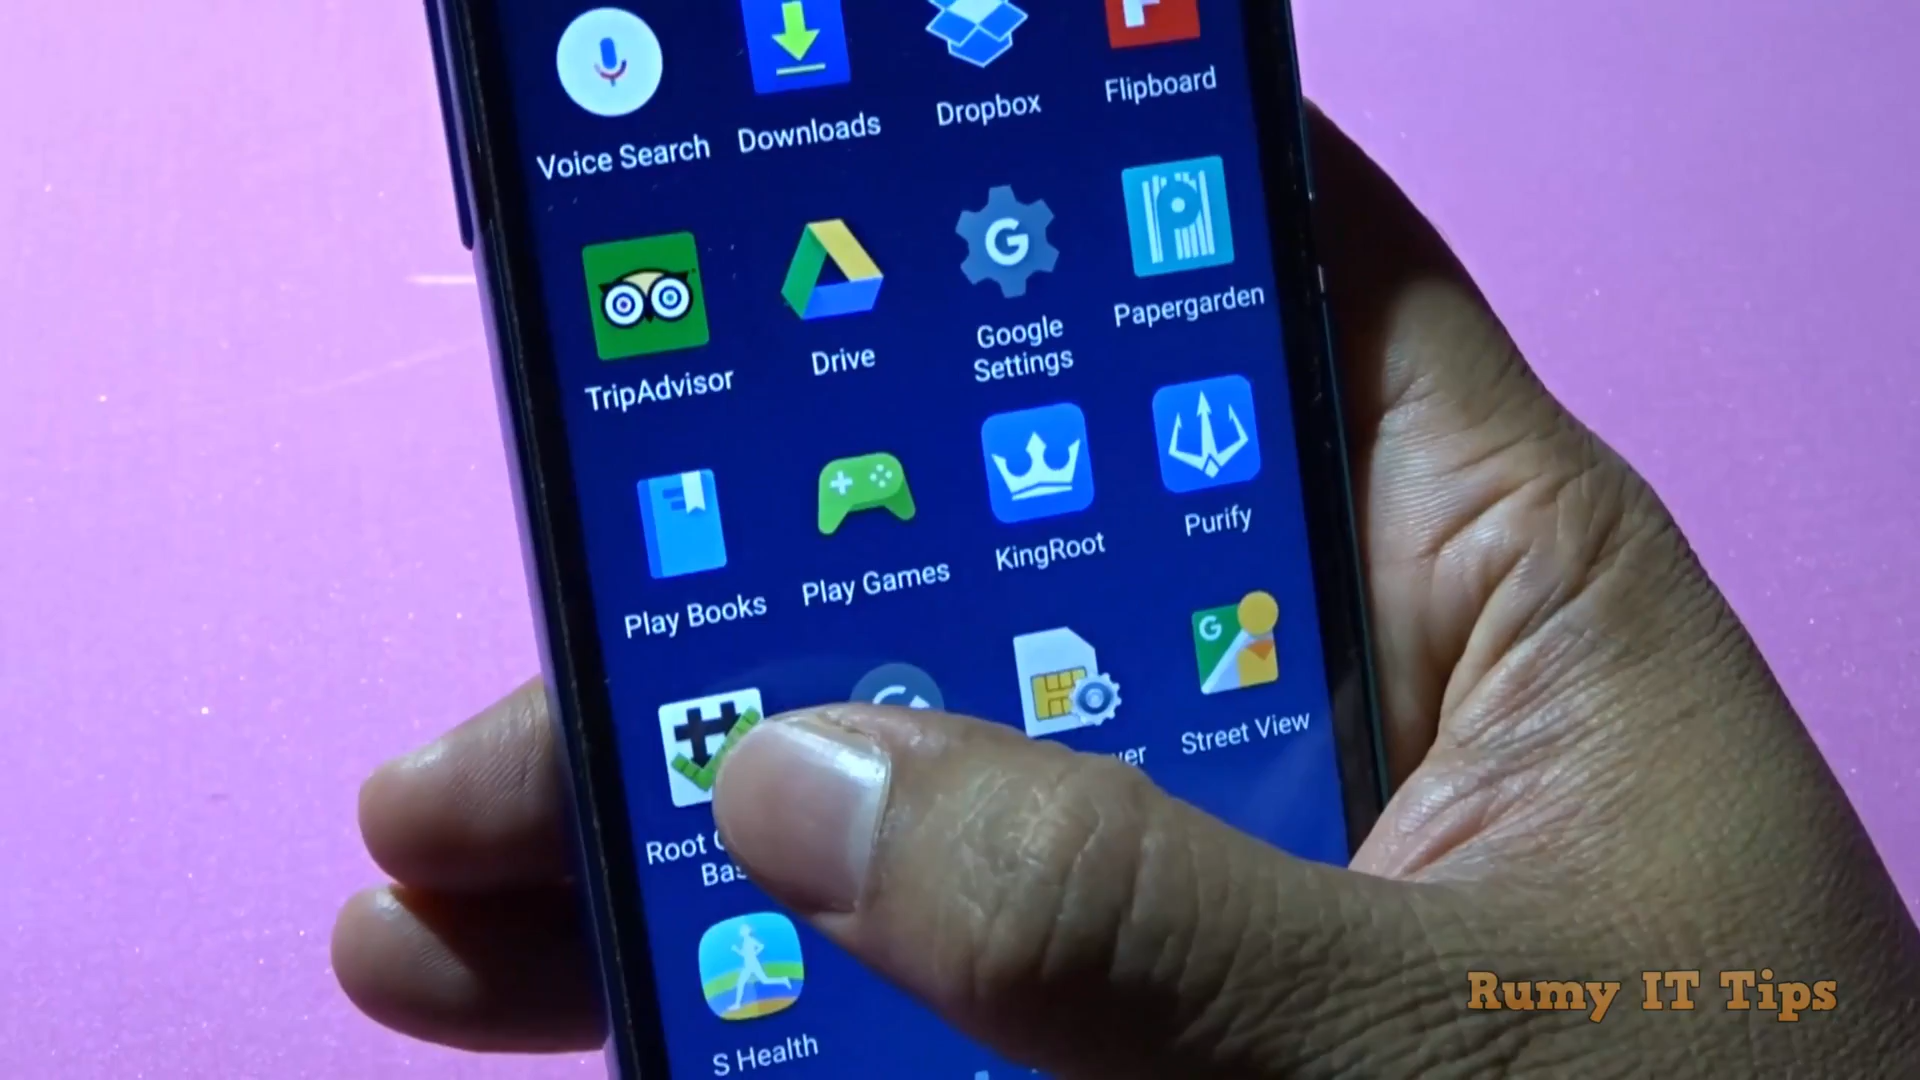 Voice Search
Downloads
Dropbox
Flipboard
TripAdvisor
Drive
Google
Settings
Papergarden
Play Books
Play Games
KingRoot
Purify
Root
Street View
S Health
Rumy IT Tips